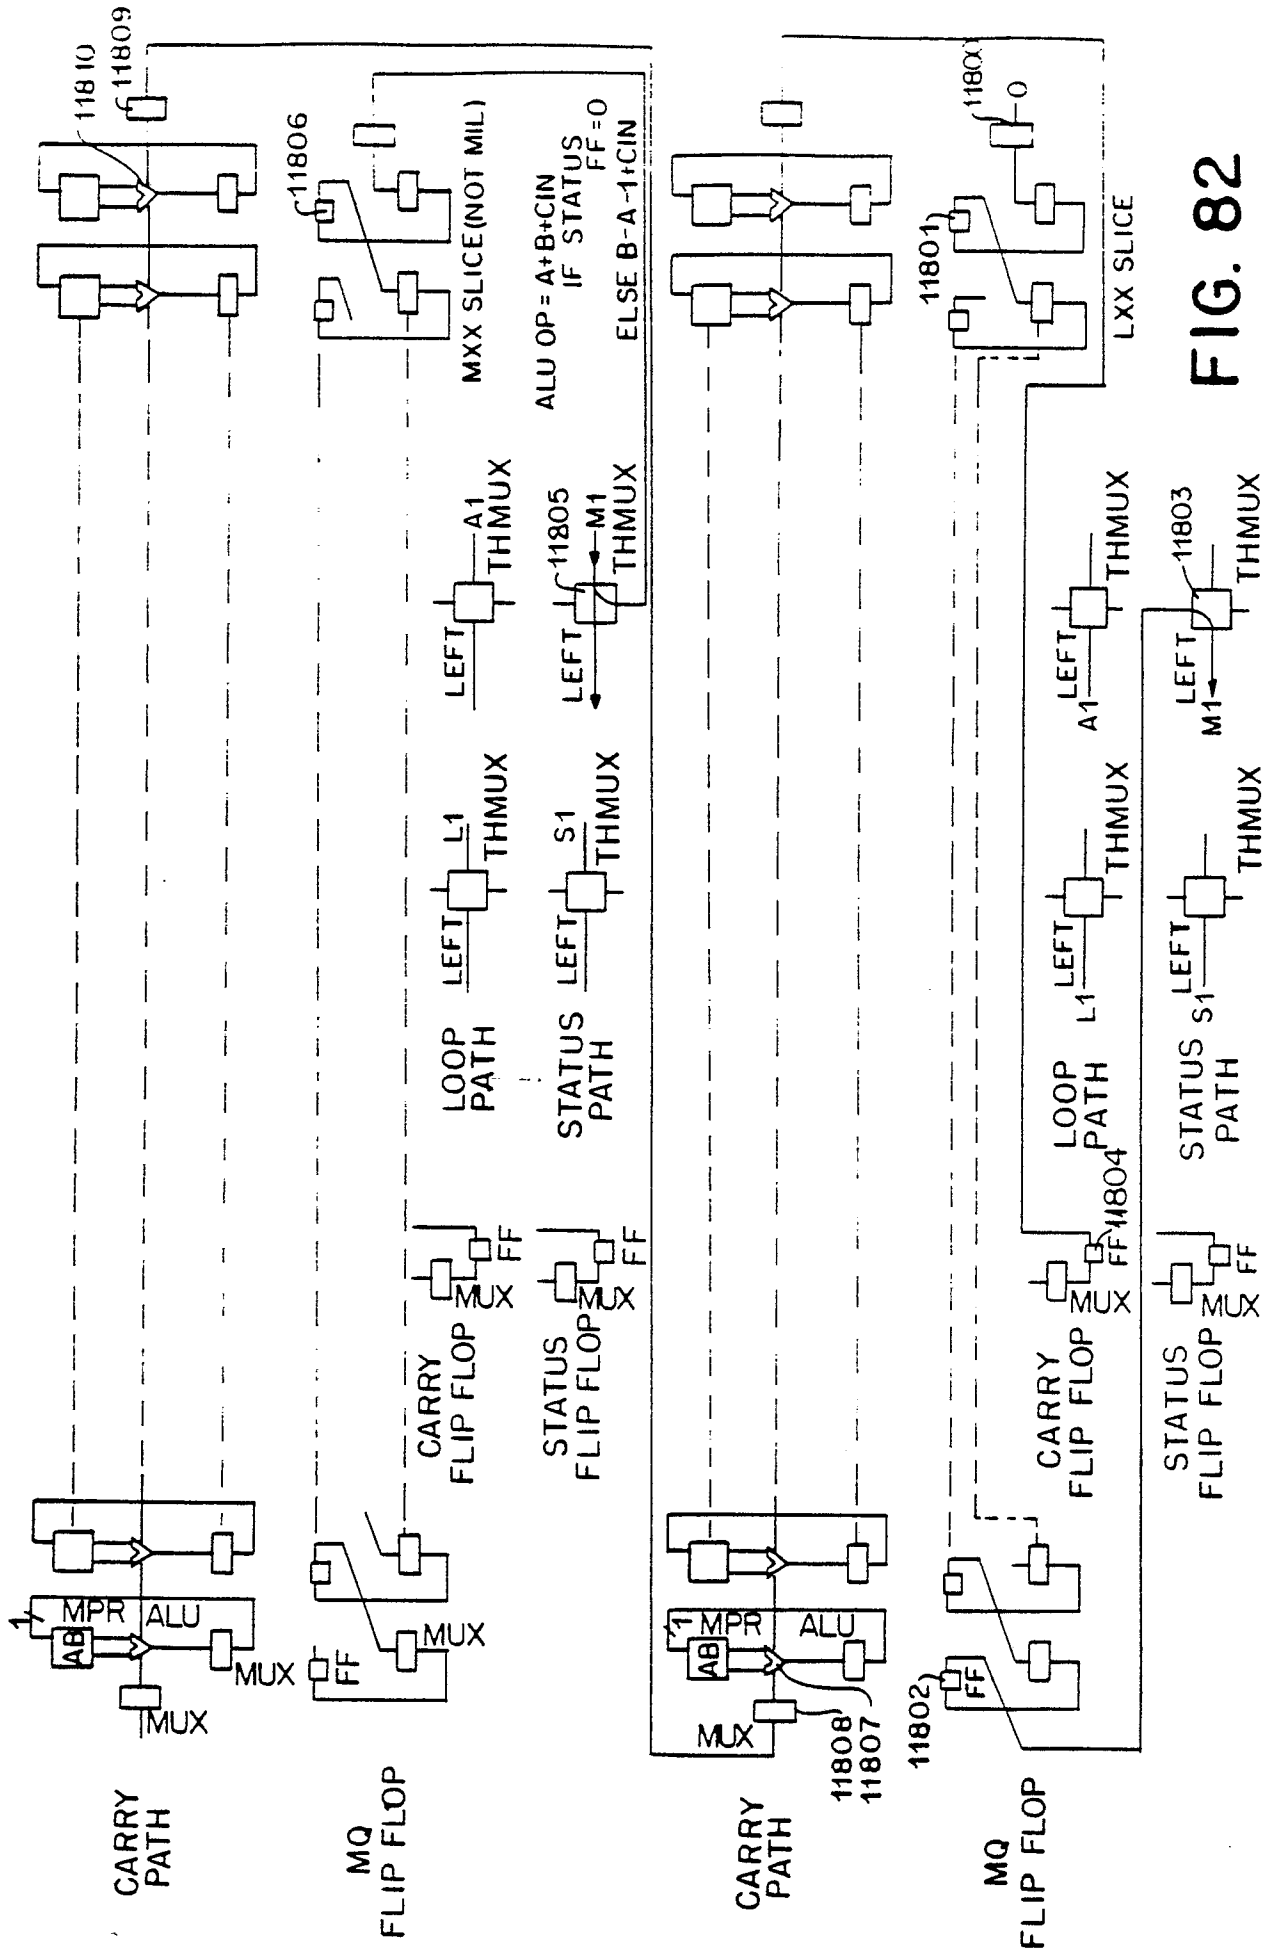 CARRY
PATH
1
AB
MPR
ALU
MUX
MUX
11810
11809
MQ
FLIP FLOP
FF
MUX
11806
MXX SLICE (NOT MIL)
CARRY
FLIP FLOP
MUX
FF
LOOP
PATH
LEFT
L1
THMUX
LEFT
A1
THMUX
ALU OP = A+B+CIN
IF STATUS
FF=0
ELSE B-A-1+CIN
STATUS
FLIP FLOP
MUX
FF
STATUS
PATH
LEFT
S1
THMUX
LEFT
11805
M1
THMUX
CARRY
PATH
MUX
1
AB
MPR
ALU
11808
11807
MQ
FLIP FLOP
11802
FF
11801
11800
0
LXX SLICE
CARRY
FLIP FLOP
MUX
FF
11804
LOOP
PATH
L1
LEFT
THMUX
A1
LEFT
THMUX
STATUS
FLIP FLOP
MUX
FF
STATUS
PATH
S1
LEFT
THMUX
M1
LEFT
11803
THMUX
FIG. 82